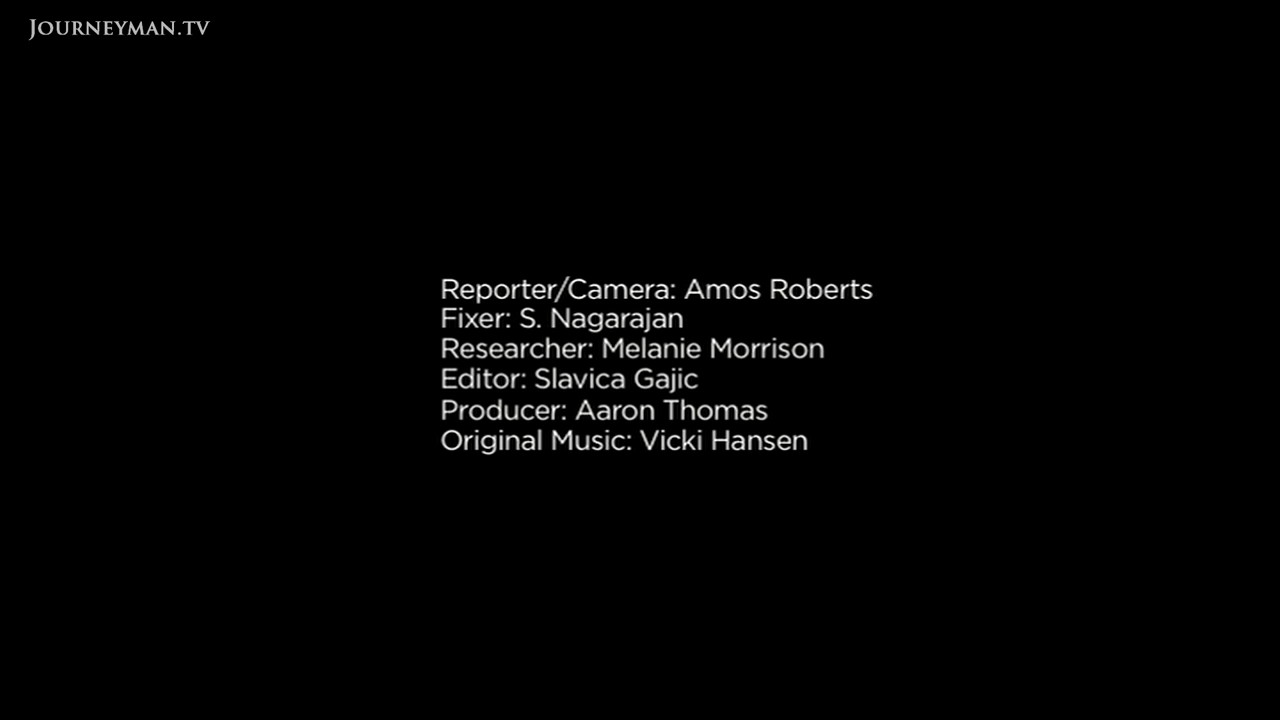 JOURNEYMAN.TV
Reporter/Camera: Amos Roberts
Fixer: S. Nagarajan
Researcher: Melanie Morrison
Editor: Slavica Gajic
Producer: Aaron Thomas
Original Music: Vicki Hansen